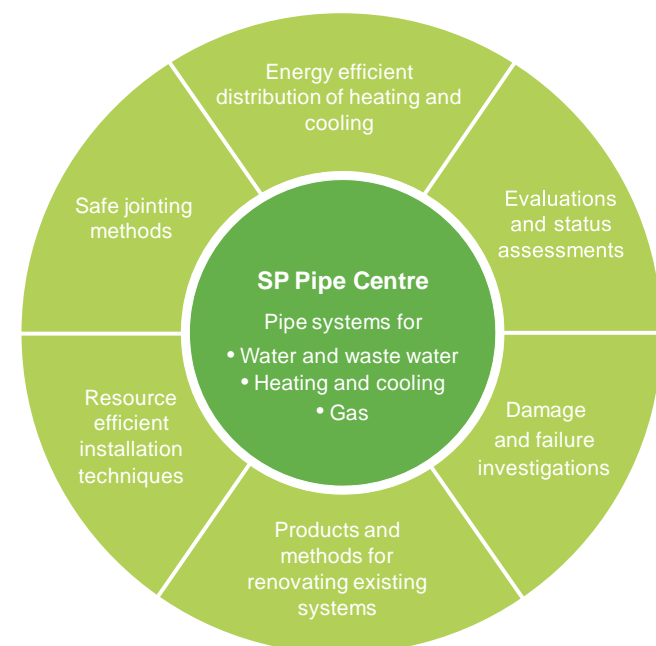 Energy efficient
distribution of heating and
cooling
Evaluations
and status
assessments
Damage
and failure
investigations
Products and
methods for
renovating existing
systems
Resource
efficient
installation
techniques
Safe jointing
methods
SP Pipe Centre
Pipe systems for
• Water and waste water
• Heating and cooling
• Gas